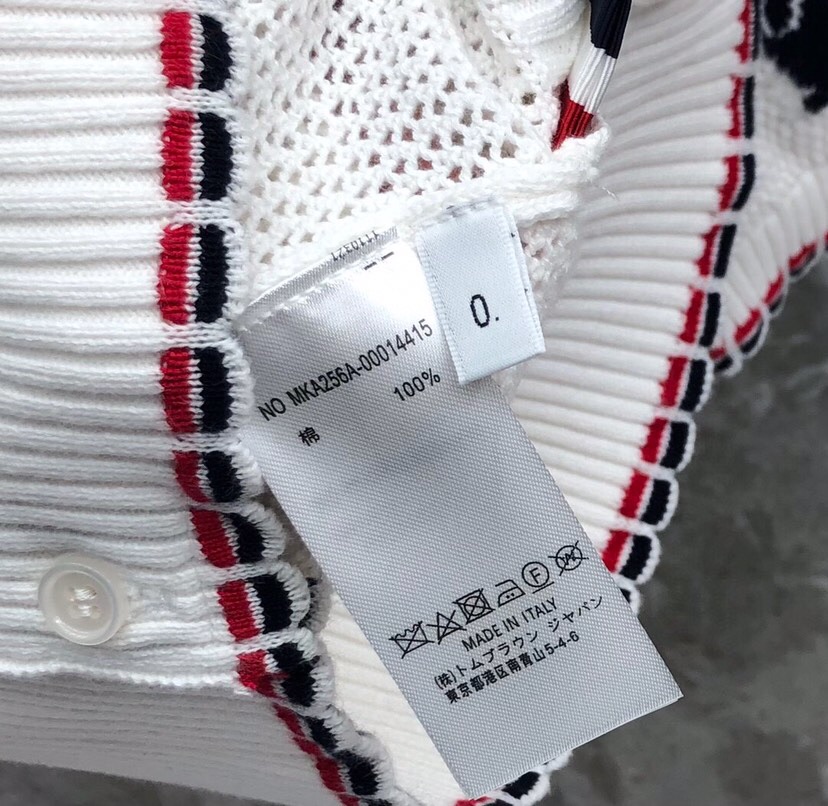 0.
NO MKA256A-00014415
100%
棉
MADE IN ITALY
(株)トムブラウン ジャパン
東京都港区南青山5-4-6